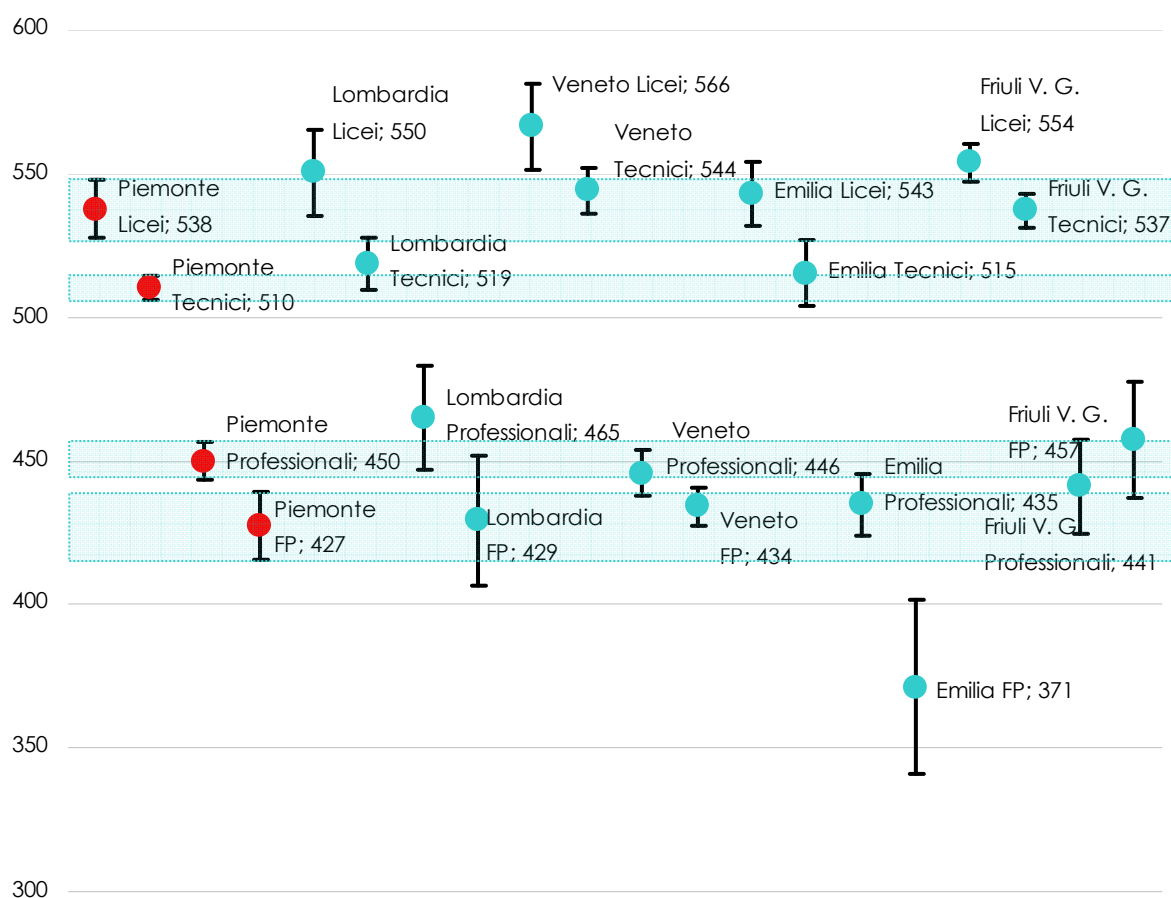 600
550
500
450
400
350
300
Piemonte
Licei; 538
Piemonte
Tecnici; 510
Piemonte
Professionali; 450
Piemonte
FP; 427
Lombardia
Licei; 550
Lombardia
Tecnici; 519
Lombardia
Professionali; 465
Lombardia
FP; 429
Veneto Licei; 566
Veneto
Tecnici; 544
Veneto
Professionali; 446
Veneto
FP; 434
Emilia Licei; 543
Emilia Tecnici; 515
Emilia
Professionali; 435
Emilia FP; 371
Friuli V. G.
Licei; 554
Friuli V. G.
Tecnici; 537
Friuli V. G.
FP; 457
Friuli V. G.
Professionali; 441